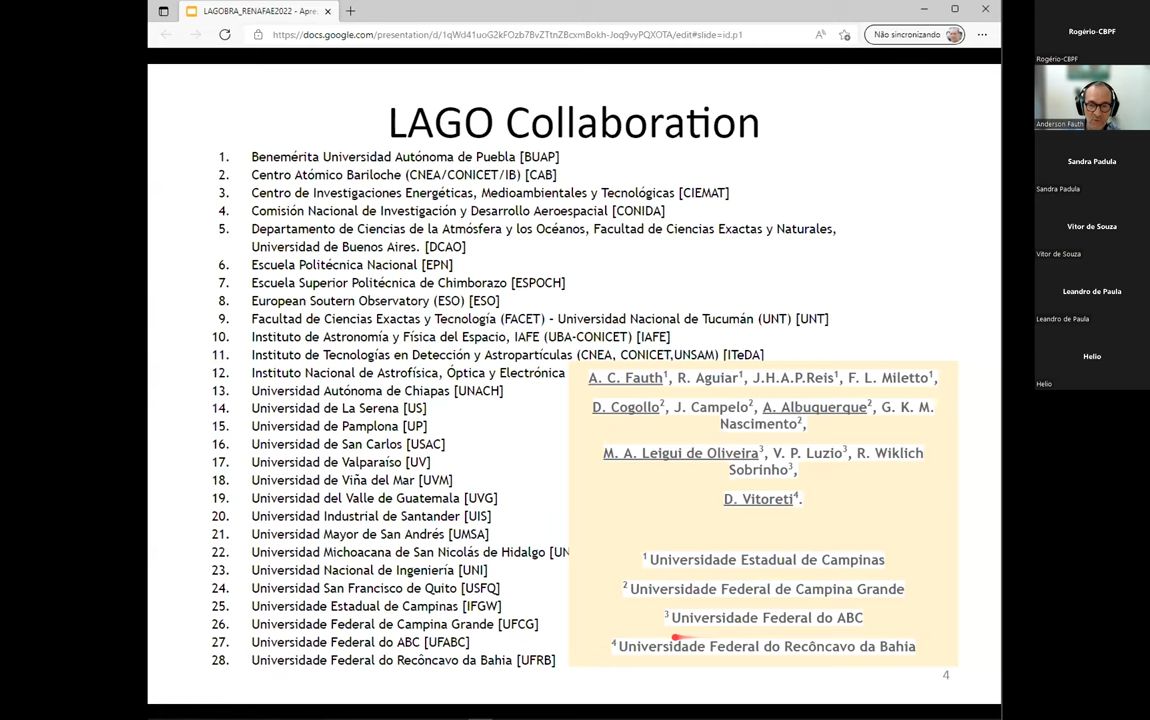 LAGOBRA_RENAFAE2022 - Apre
https://docs.google.com/presentation/d/1qWd41uoG2kFOzb78vZTtnZ8cxmBokh-Joq9vyPQXOTA/edit#slide=id.p1
Não sincronizando
LAGO Collaboration
1. Benemérita Universidad Autónoma de Puebla [BUAP]
2. Centro Atómico Bariloche (CNEA/CONICET/IB) [CAB]
3. Centro de Investigaciones Energéticas, Medioambientales y Tecnológicas [CIEMAT]
4. Comisión Nacional de Investigación y Desarrollo Aeroespacial [CONIDA]
5. Departamento de Ciencias de la Atmósfera y los Océanos, Facultad de Ciencias Exactas y Naturales,
Universidad de Buenos Aires. [DCAO]
6. Escuela Politécnica Nacional [EPN]
7. Escuela Superior Politécnica de Chimborazo [ESPOCH]
8. European Soutern Observatory (ESO) [ESO]
9. Facultad de Ciencias Exactas y Tecnología (FACET) – Universidad Nacional de Tucumán (UNT) [UNT]
10. Instituto de Astronomía y Física del Espacio, IAFE (UBA-CONICET) [IAFE]
11. Instituto de Tecnologías en Detección y Astropartículas (CNEA, CONICET,UNSAM) [ITeDA]
12. Instituto Nacional de Astrofísica, Óptica y Electrónica
13. Universidad Autónoma de Chiapas [UNACH]
14. Universidad de La Serena [US]
15. Universidad de Pamplona [UP]
16. Universidad de San Carlos [USAC]
17. Universidad de Valparaíso [UV]
18. Universidad de Viña del Mar [UVM]
19. Universidad del Valle de Guatemala [UVG]
20. Universidad Industrial de Santander [UIS]
21. Universidad Mayor de San Andrés [UMSA]
22. Universidad Michoacana de San Nicolás de Hidalgo [UN
23. Universidad Nacional de Ingeniería [UNI]
24. Universidad San Francisco de Quito [USFQ]
25. Universidade Estadual de Campinas [IFGW]
26. Universidade Federal de Campina Grande [UFCG]
27. Universidade Federal do ABC [UFABC]
28. Universidade Federal do Recôncavo da Bahia [UFRB]
A. C. Fauth¹, R. Aguiar¹, J.H.A.P.Reis¹, F. L. Miletto¹,
D. Cogollo², J. Campelo², A. Albuquerque², G. K. M.
Nascimento²,
M. A. Leigui de Oliveira³, V. P. Luzio³, R. Wiklich
Sobrinho³,
D. Vitoreti⁴.
¹ Universidade Estadual de Campinas
² Universidade Federal de Campina Grande
³ Universidade Federal do ABC
⁴ Universidade Federal do Recôncavo da Bahia
4
Rogério-CBPF
Rogério-CBPF
Anderson Fauth
Sandra Padula
Sandra Padula
Vitor de Souza
Vitor de Souza
Leandro de Paula
Leandro de Paula
Helio
Helio